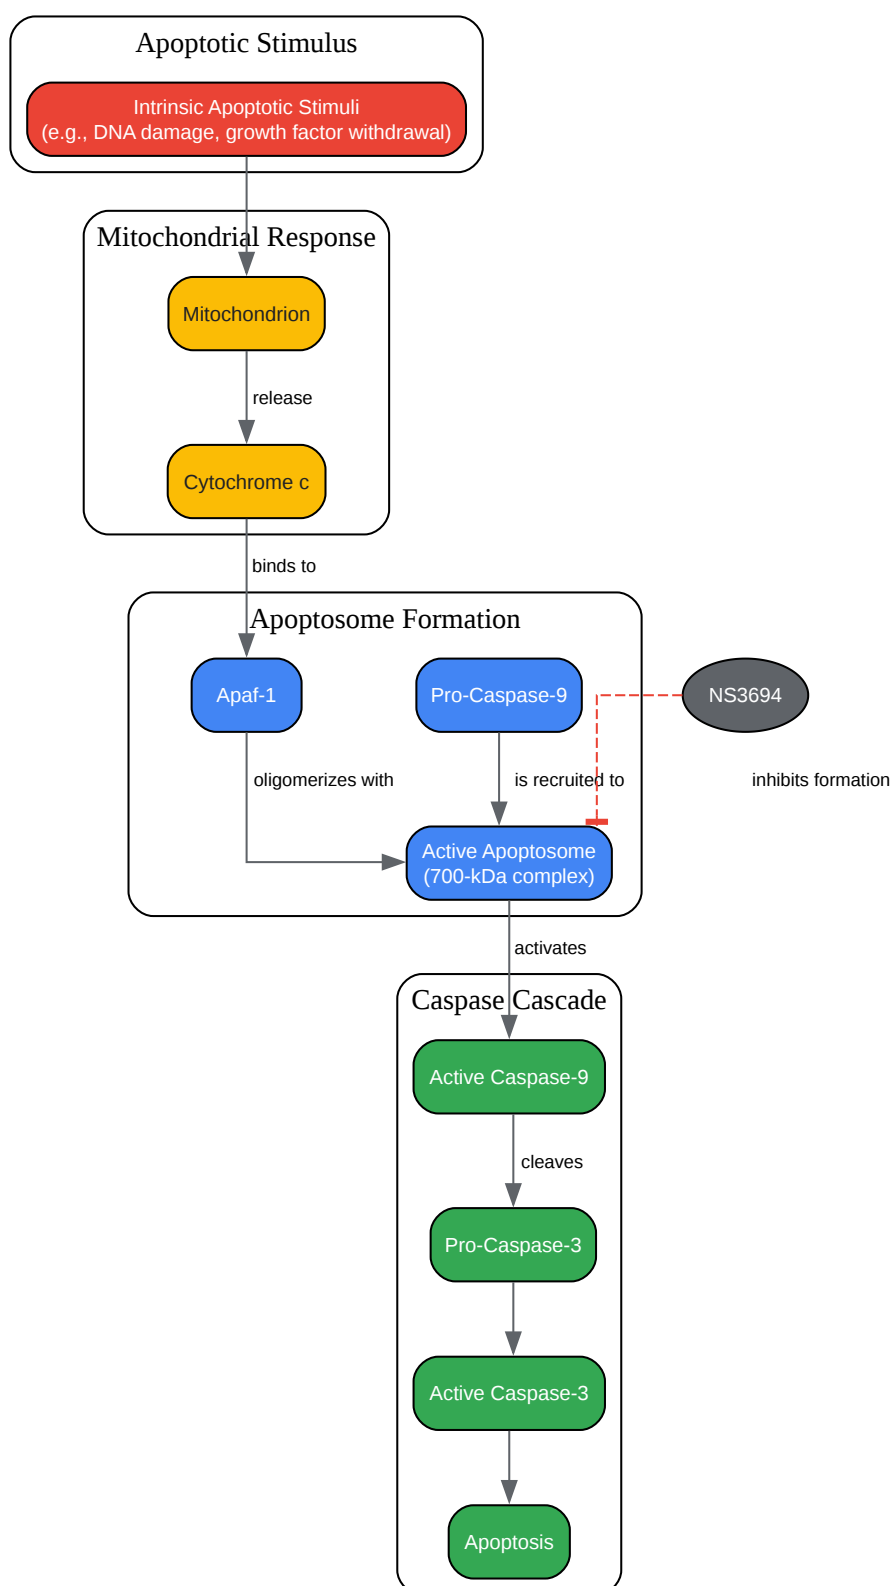 Apoptotic Stimulus
Intrinsic Apoptotic Stimuli
(e.g., DNA damage, growth factor withdrawal)
Mitochondrial Response
Mitochondrion
release
Cytochrome c
binds to
Apoptosome Formation
Apaf-1
Pro-Caspase-9
NS3694
oligomerizes with
is recruited to
inhibits formation
Active Apoptosome
(700-kDa complex)
activates
Caspase Cascade
Active Caspase-9
cleaves
Pro-Caspase-3
Active Caspase-3
Apoptosis